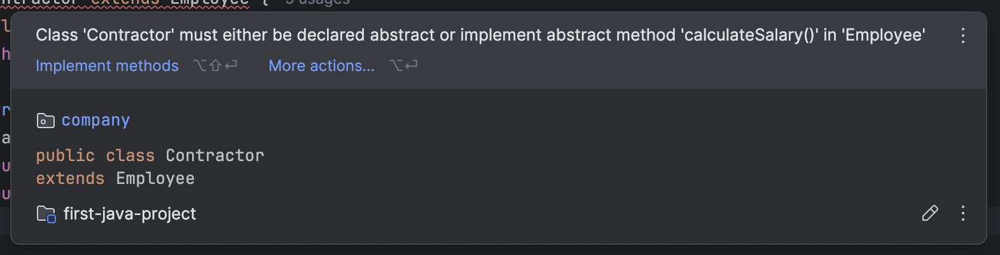 extends Employee { 5 usages
Class 'Contractor' must either be declared abstract or implement abstract method 'calculateSalary()' in 'Employee'
Implement methods ⌥⇧⏎ More actions... ⌥⏎
company
public class Contractor
extends Employee
first-java-project